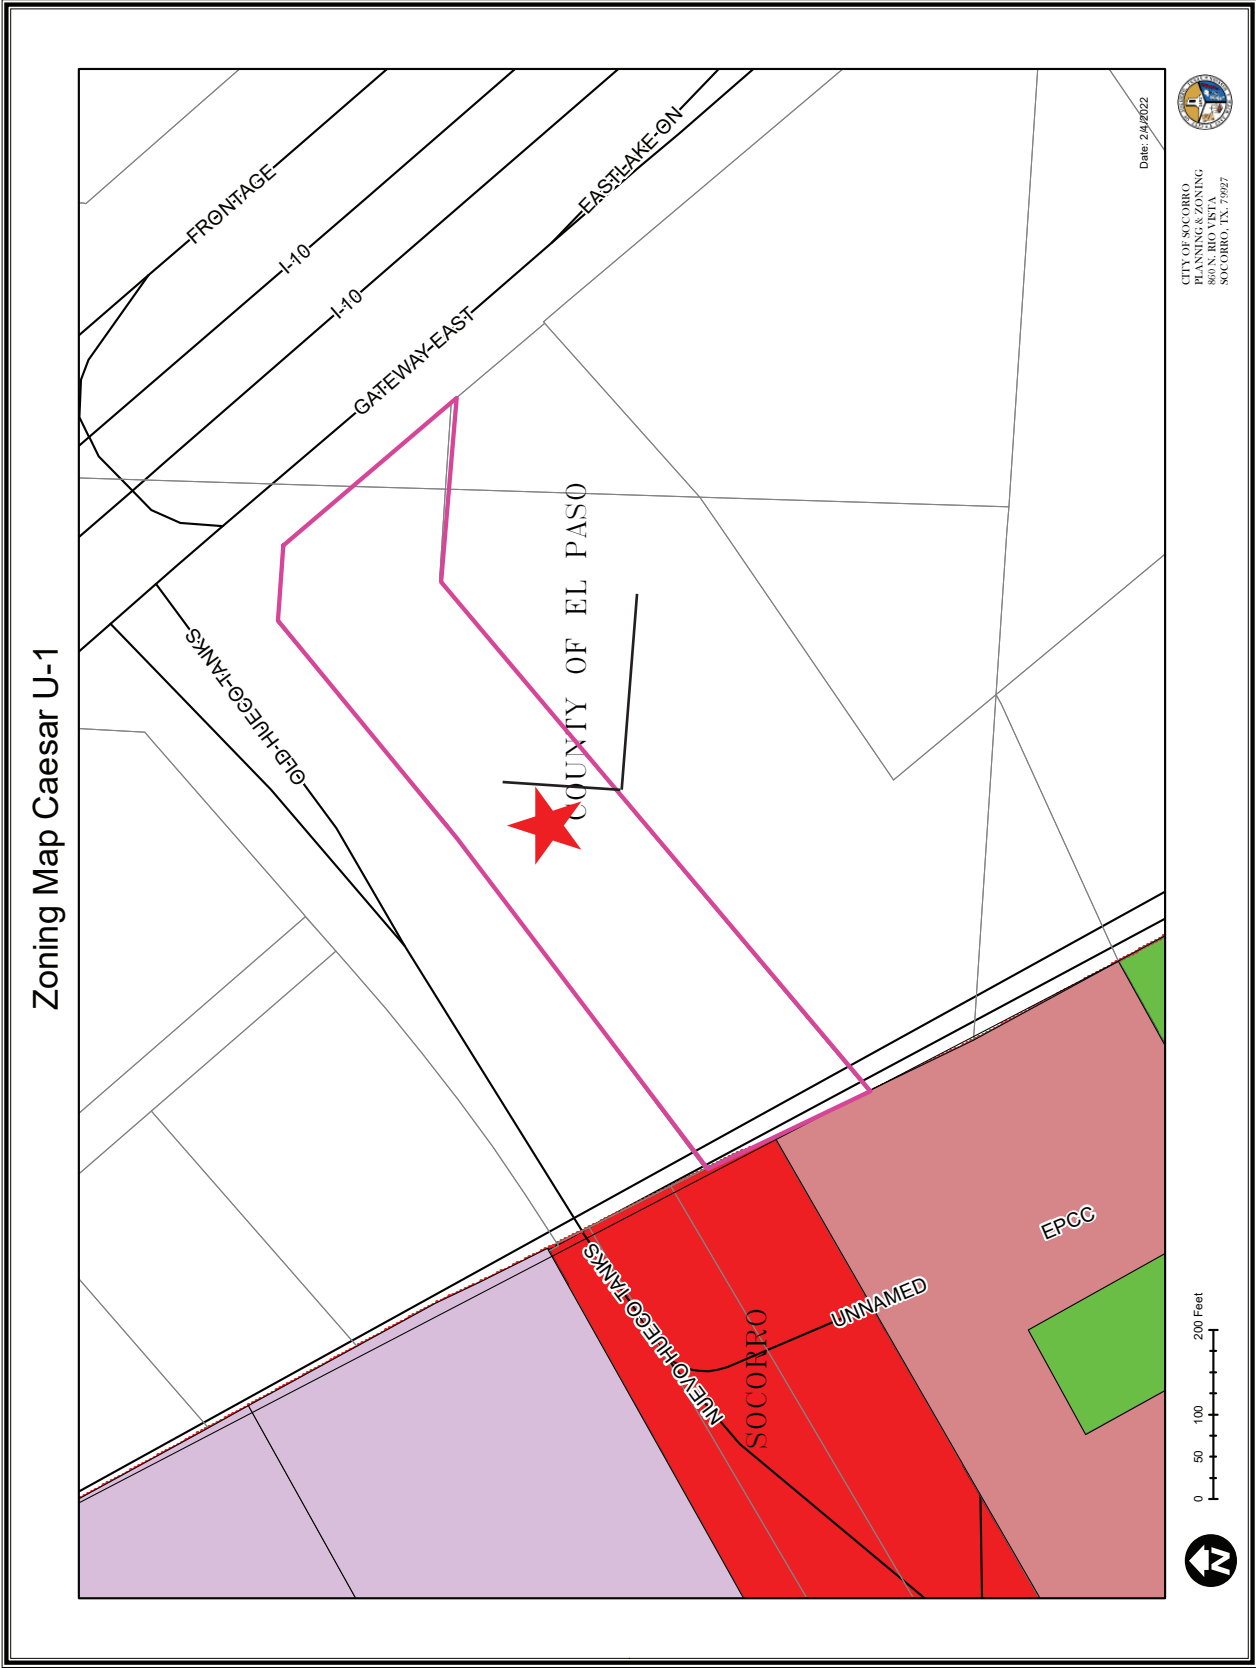 Zoning Map Caesar U-1
FRONTAGE
I-10
I-10
EASTLAKE ON
GATEWAY EAST
OLD HUECO TANKS
COUNTY OF EL PASO
NUEVO HUECO TANKS
UNNAMED
SOCORRO
EPCC
Date: 2/4/2022
N
0 50 100 200 Feet
CITY OF SOCORRO
PLANNING & ZONING
860 N. RIO VISTA
SOCORRO, TX. 79927